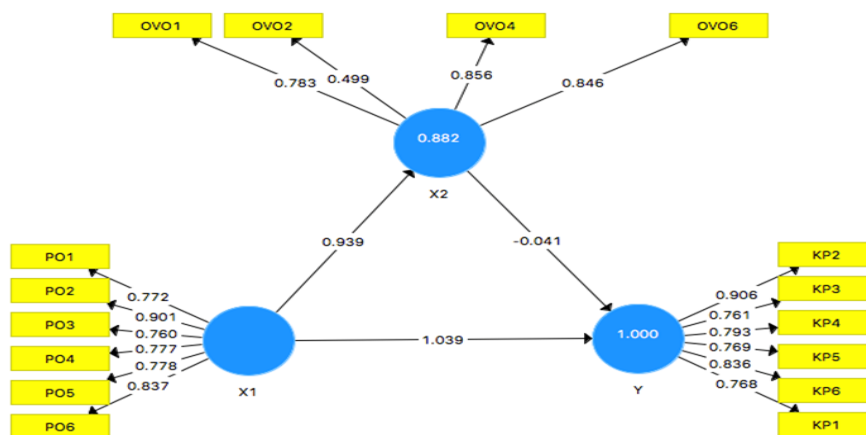 OVO1 OVO2 OVO4 OVO6
0.783 0.499 0.856 0.846
0.882
X2
0.939 -0.041
PO1
PO2
PO3
PO4
PO5
PO6
0.772
0.901
0.760
0.777
0.778
0.837
X1
1.039
1.000
Y
0.906
0.761
0.793
0.769
0.836
0.768
KP2
KP3
KP4
KP5
KP6
KP1